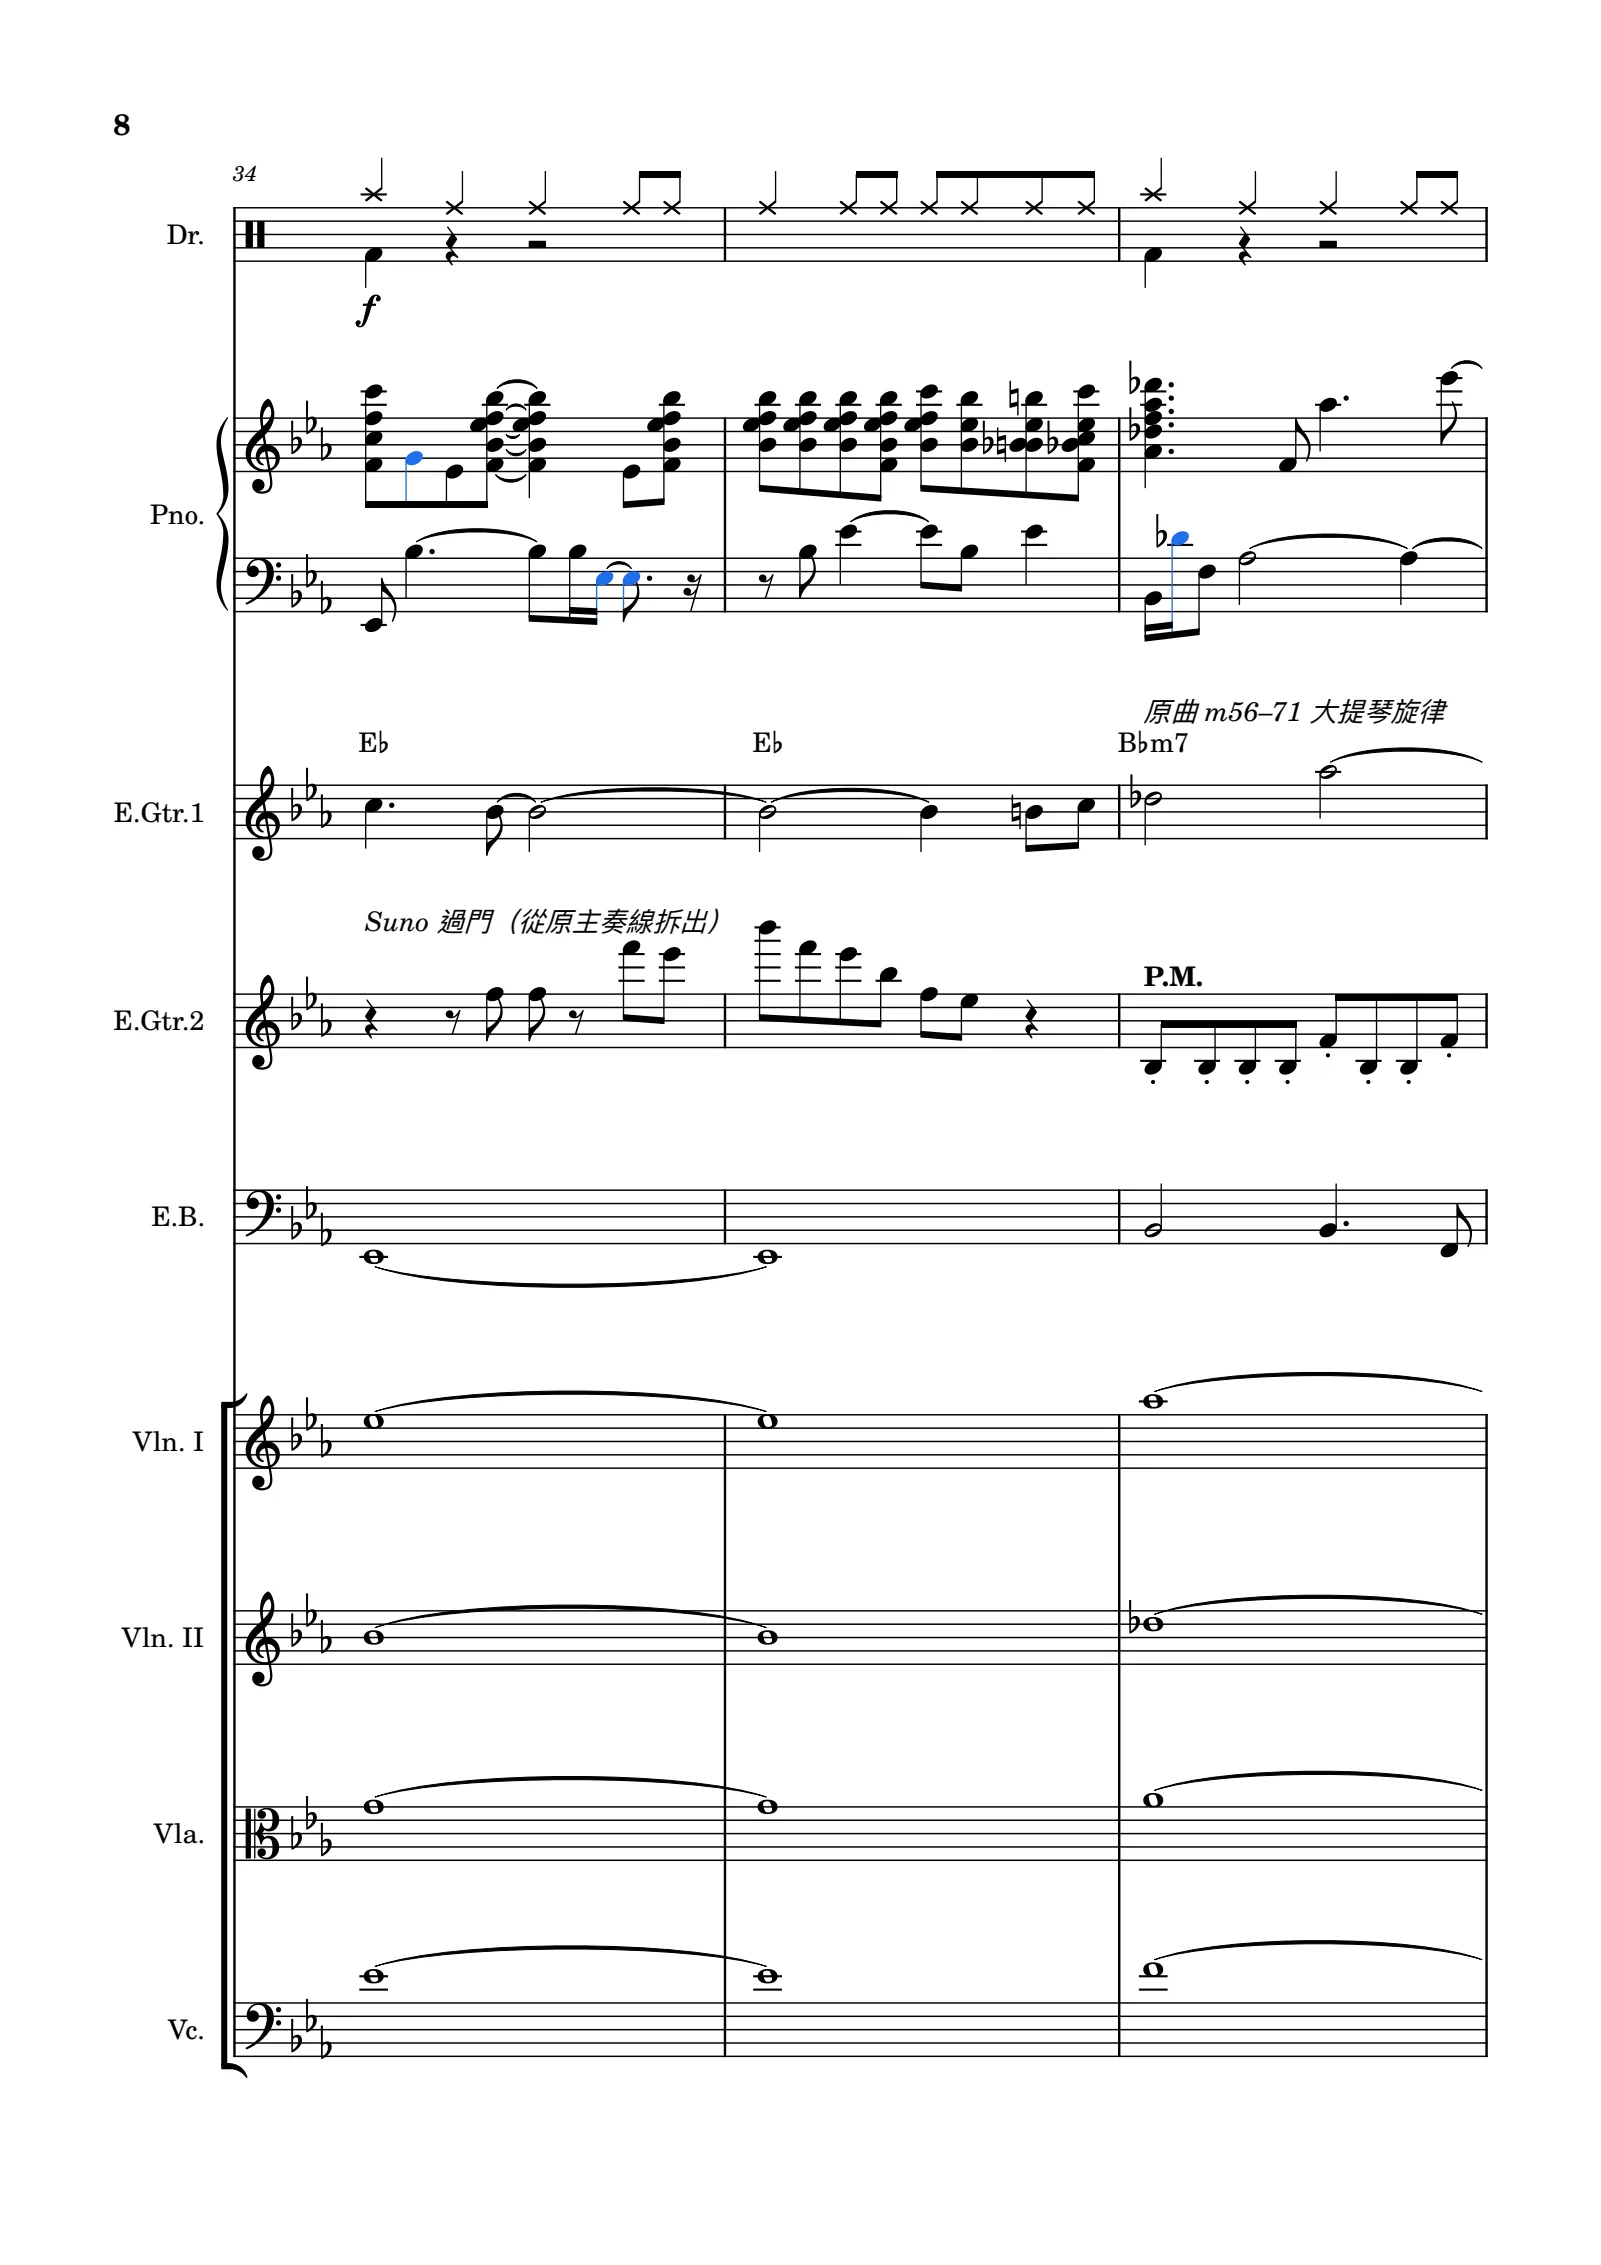 8
34
Dr.
f
Pno.
原曲 m56–71 大提琴旋律
E♭ E♭ B♭m7
E.Gtr.1
Suno 過門（從原主奏線拆出）
P.M.
E.Gtr.2
E.B.
Vln. I
Vln. II
Vla.
Vc.